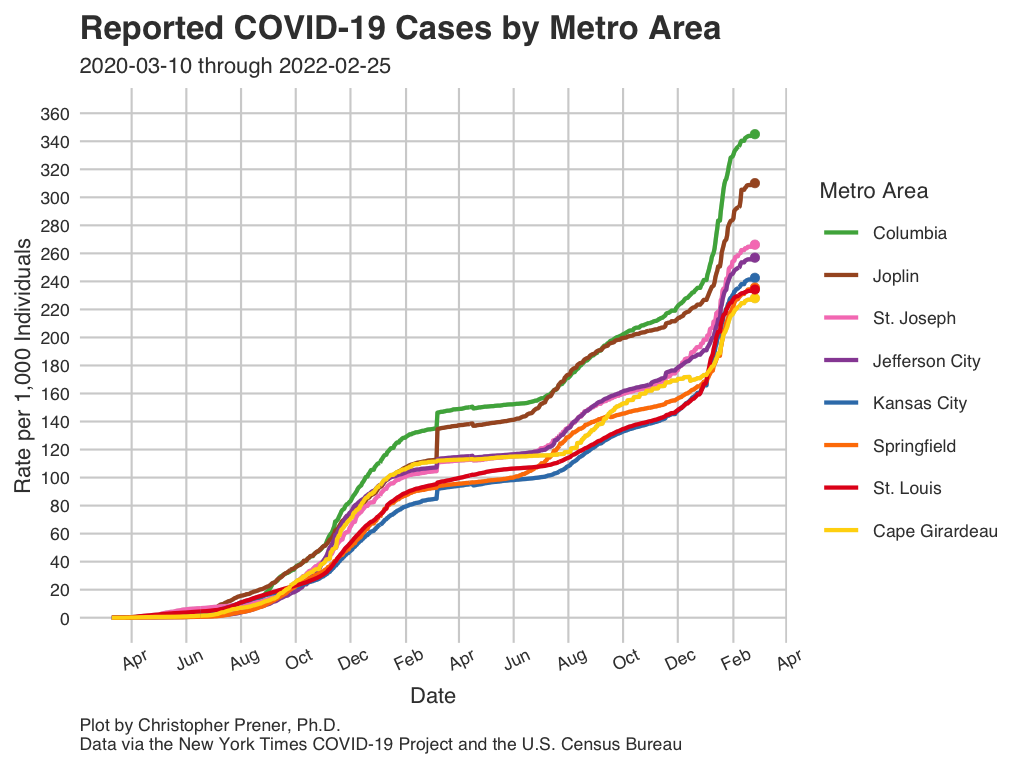 Reported COVID-19 Cases by Metro Area
2020-03-10 through 2022-02-25
Rate per 1,000 Individuals
360
340
320
300
280
260
240
220
200
180
160
140
120
100
80
60
40
20
0
Apr Jun Aug Oct Dec Feb Apr Jun Aug Oct Dec Feb Apr
Date
Metro Area
Columbia
Joplin
St. Joseph
Jefferson City
Kansas City
Springfield
St. Louis
Cape Girardeau
Plot by Christopher Prener, Ph.D.
Data via the New York Times COVID-19 Project and the U.S. Census Bureau